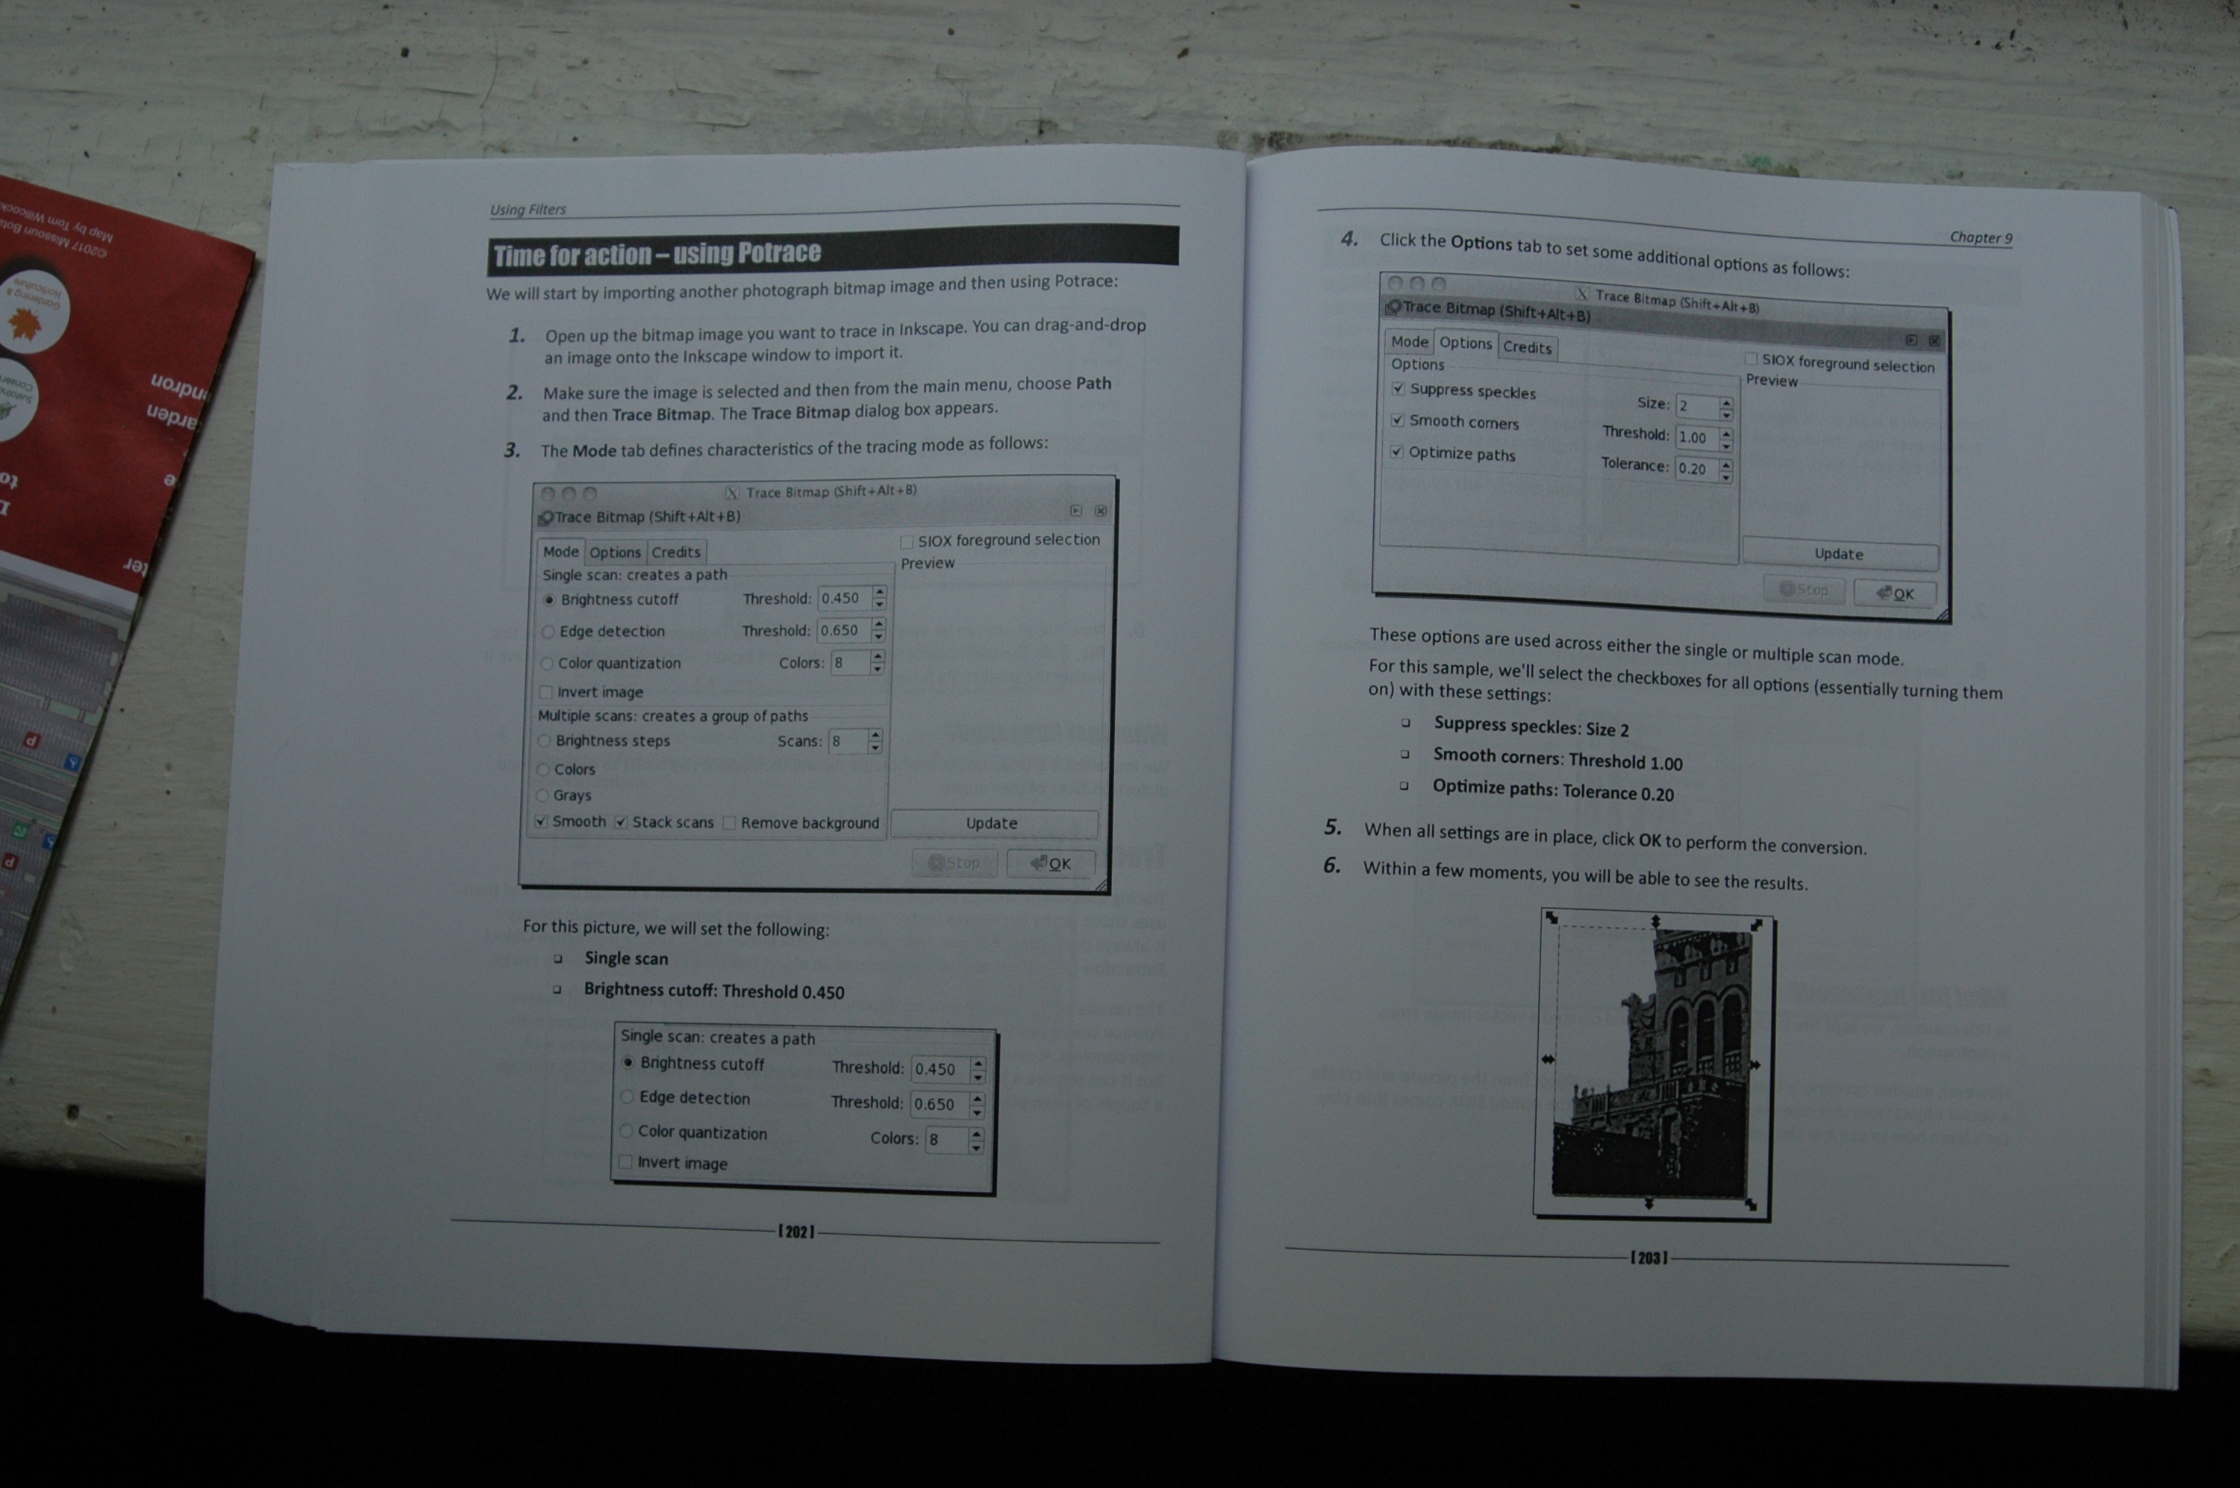 Using Filters
Time for action – using Potrace
We will start by importing another photograph bitmap image and then using Potrace:
1. Open up the bitmap image you want to trace in Inkscape. You can drag-and-drop
an image onto the Inkscape window to import it.
2. Make sure the image is selected and then from the main menu, choose Path
and then Trace Bitmap. The Trace Bitmap dialog box appears.
3. The Mode tab defines characteristics of the tracing mode as follows:
Trace Bitmap (Shift+Alt+B)
Trace Bitmap (Shift+Alt+B)
Mode Options Credits
SIOX foreground selection
Preview
Single scan: creates a path
Brightness cutoff Threshold: 0.450
Edge detection Threshold: 0.650
Color quantization Colors: 8
Invert image
Multiple scans: creates a group of paths
Brightness steps Scans: 8
Colors
Grays
Smooth Stack scans Remove background
Update
Stop OK
For this picture, we will set the following:
Single scan
Brightness cutoff: Threshold 0.450
Single scan: creates a path
Brightness cutoff Threshold: 0.450
Edge detection Threshold: 0.650
Color quantization Colors: 8
Invert image
[ 202 ]
Chapter 9
4. Click the Options tab to set some additional options as follows:
Trace Bitmap (Shift+Alt+B)
Trace Bitmap (Shift+Alt+B)
Mode Options Credits
SIOX foreground selection
Preview
Options
Suppress speckles Size: 2
Smooth corners Threshold: 1.00
Optimize paths Tolerance: 0.20
Update
Stop OK
These options are used across either the single or multiple scan mode.
For this sample, we'll select the checkboxes for all options (essentially turning them
on) with these settings:
Suppress speckles: Size 2
Smooth corners: Threshold 1.00
Optimize paths: Tolerance 0.20
5. When all settings are in place, click OK to perform the conversion.
6. Within a few moments, you will be able to see the results.
[ 203 ]
©2017 Missouri
Map by Tom
Gardening &
Horticulture